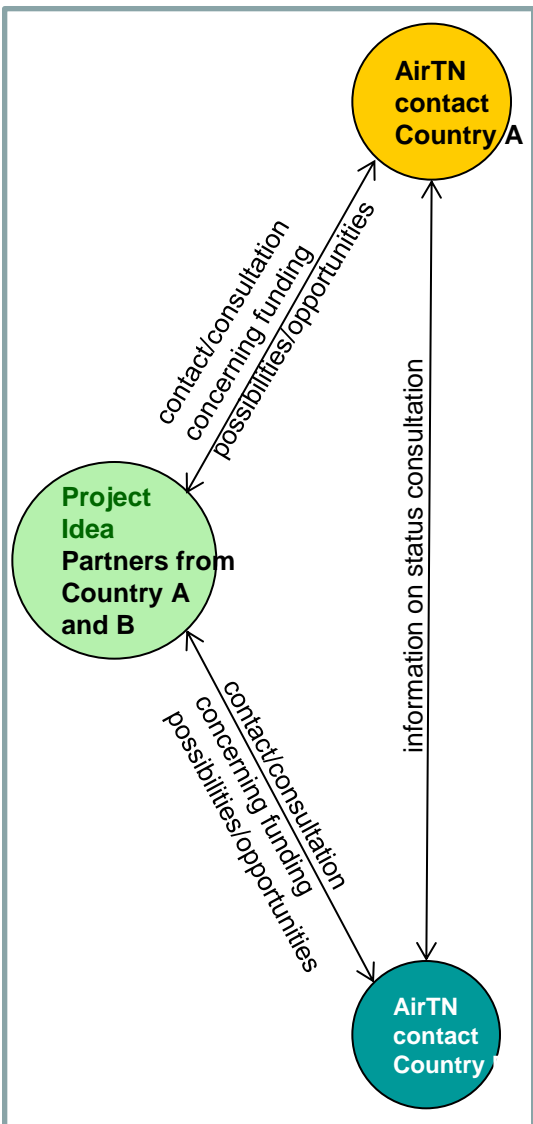 AirTN
contact
Country A
contact/consultation
concerning funding
possibilities/opportunities
information on status consultation
Project
Idea
Partners from
Country A
and B
contact/consultation
concerning funding
possibilities/opportunities
AirTN
contact
Country